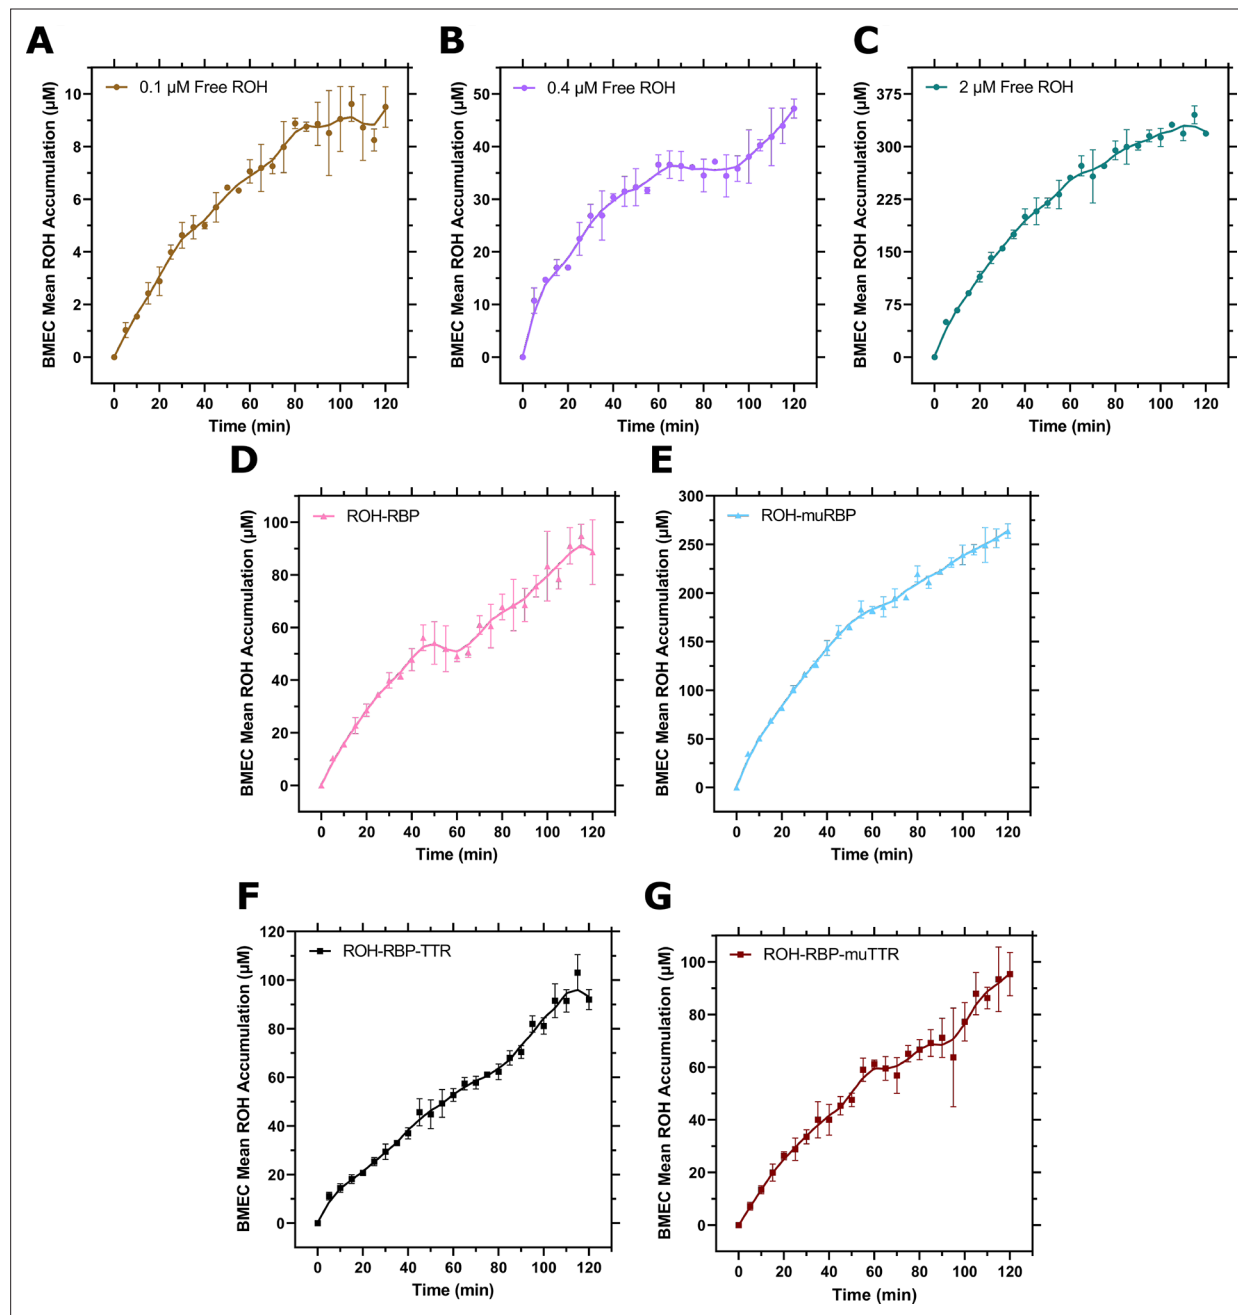 A
BMEC Mean ROH Accumulation (µM)
0.1 µM Free ROH
10
8
6
4
2
0
0 20 40 60 80 100 120
Time (min)
B
BMEC Mean ROH Accumulation (µM)
0.4 µM Free ROH
50
40
30
20
10
0
0 20 40 60 80 100 120
Time (min)
C
BMEC Mean ROH Accumulation (µM)
2 µM Free ROH
375
300
225
150
75
0
0 20 40 60 80 100 120
Time (min)
D
BMEC Mean ROH Accumulation (µM)
ROH-RBP
100
80
60
40
20
0
0 20 40 60 80 100 120
Time (min)
E
BMEC Mean ROH Accumulation (µM)
ROH-muRBP
300
250
200
150
100
50
0
0 20 40 60 80 100 120
Time (min)
F
BMEC Mean ROH Accumulation (µM)
ROH-RBP-TTR
120
100
80
60
40
20
0
0 20 40 60 80 100 120
Time (min)
G
BMEC Mean ROH Accumulation (µM)
ROH-RBP-muTTR
100
80
60
40
20
0
0 20 40 60 80 100 120
Time (min)